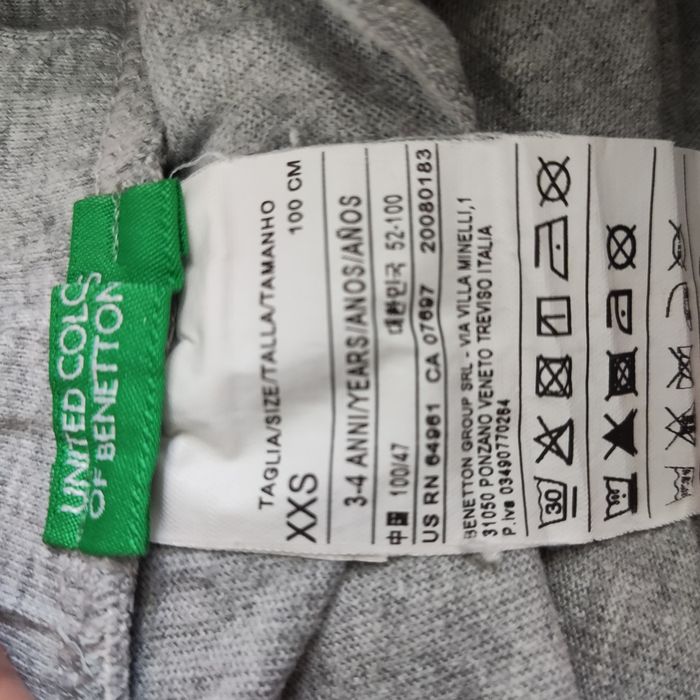 UNITED COLO
OF BENETTON
TAGLIA/SIZE/TALLA/TAMANHO
XXS 100 CM
3-4 ANNI/YEARS/ANOS/AÑOS
中国 100/47 대한민국 52-100
US RN 64961 CA 07697 20080183
BENETTON GROUP SRL - VIA VILLA MINELLI,1
31050 PONZANO VENETO TREVISO ITALIA
P.iva 03490770264
30